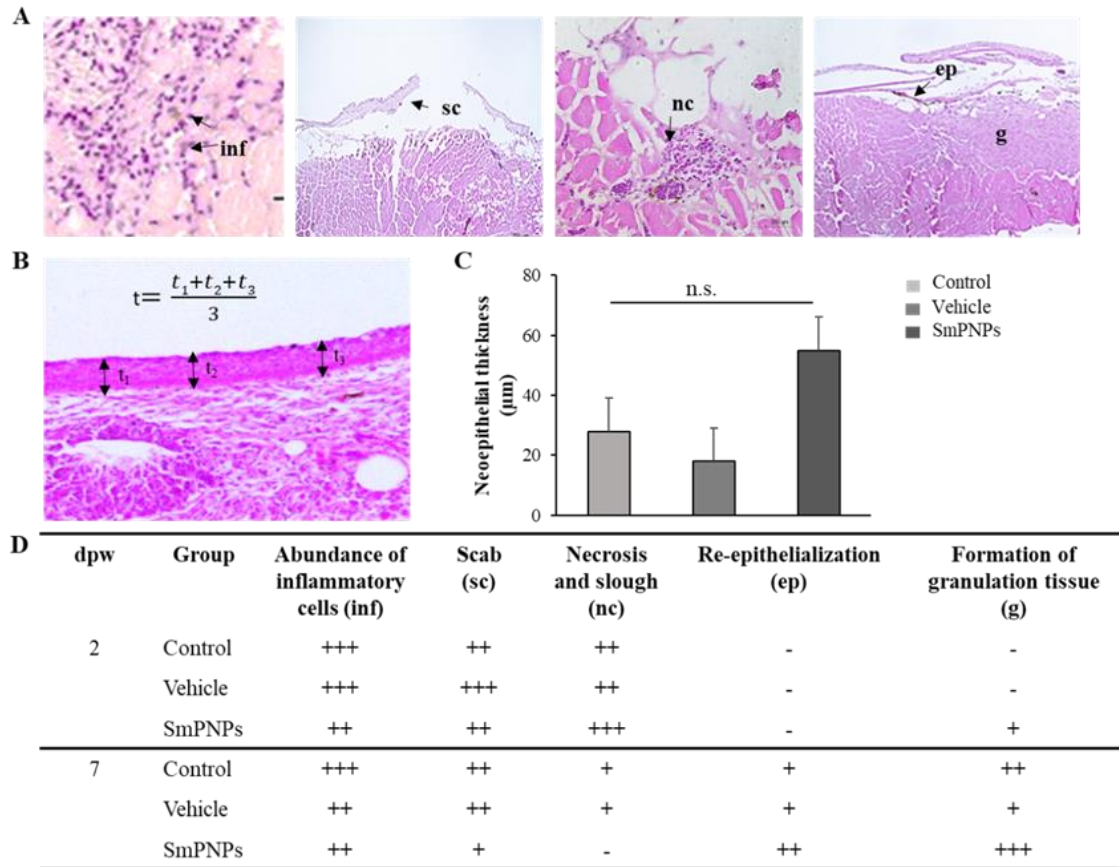 A
inf
sc
nc
ep
g
B
t= t₁+t₂+t₃
3
t₁
t₂
t₃
C
80
60
40
20
0
Neoepithelial thickness
(µm)
n.s.
Control
Vehicle
SmPNPs
D
dpw Group Abundance of inflammatory cells (inf) Scab (sc) Necrosis and slough (nc) Re-epithelialization (ep) Formation of granulation tissue (g)
2 Control +++ ++ ++ - -
Vehicle +++ +++ ++ - -
SmPNPs ++ ++ +++ - +
7 Control +++ ++ + + ++
Vehicle ++ ++ + + +
SmPNPs ++ + - ++ +++